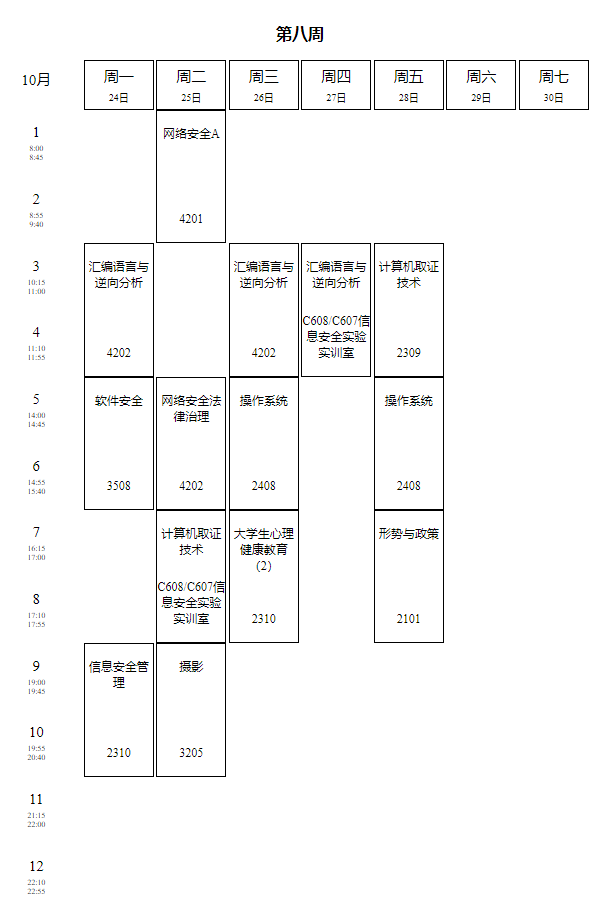 第八周
10月
周一
24日
周二
25日
周三
26日
周四
27日
周五
28日
周六
29日
周七
30日
1
8:00
8:45
网络安全A
4201
2
8:55
9:40
3
10:15
11:00
汇编语言与
逆向分析
4202
汇编语言与
逆向分析
4202
汇编语言与
逆向分析
C608/C607信
息安全实验
实训室
计算机取证
技术
2309
4
11:10
11:55
5
14:00
14:45
软件安全
3508
网络安全法
律治理
4202
操作系统
2408
操作系统
2408
6
14:55
15:40
7
16:15
17:00
计算机取证
技术
C608/C607信
息安全实验
实训室
大学生心理
健康教育
（2）
2310
形势与政策
2101
8
17:10
17:55
9
19:00
19:45
信息安全管
理
2310
摄影
3205
10
19:55
20:40
11
21:15
22:00
12
22:10
22:55